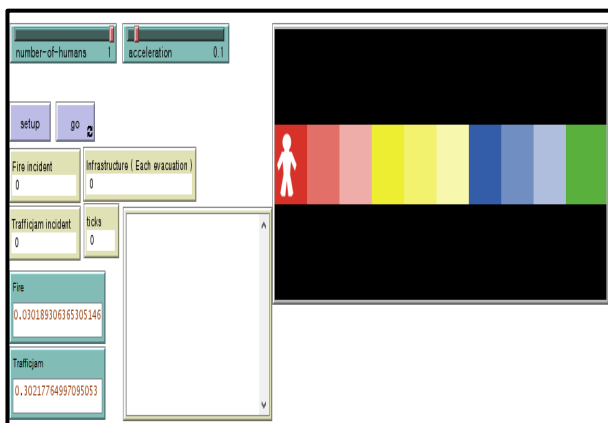 number-of-humans 1
acceleration 0.1
setup
go
Fire incident
0
Infrastructure ( Each evacuation )
0
Trafficjam incident
0
ticks
0
Fire
0.030189306365305146
Trafficjam
0.30217764997095053